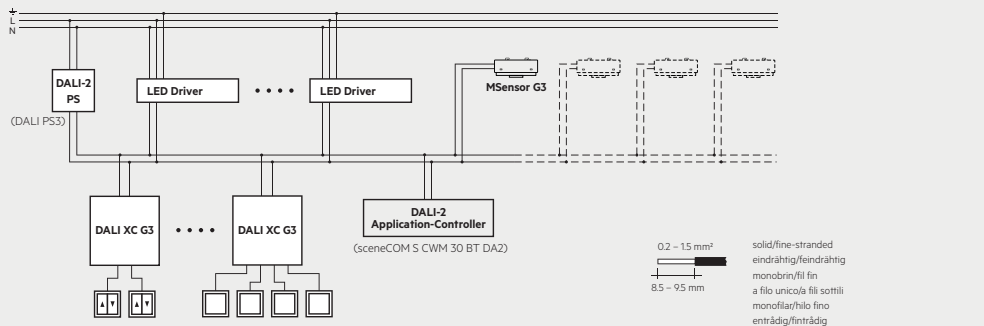 L
N
DALI-2
PS
(DALI PS3)
LED Driver
LED Driver
MSensor G3
DALI XC G3
DALI XC G3
DALI-2
Application-Controller
(sceneCOM S CWM 30 BT DA2)
0.2 – 1.5 mm²
8.5 – 9.5 mm
solid/fine-stranded
eindrähtig/feindrähtig
monobrin/fil fin
a filo unico/a fili sottili
monofilar/hilo fino
entrådig/fintrådig